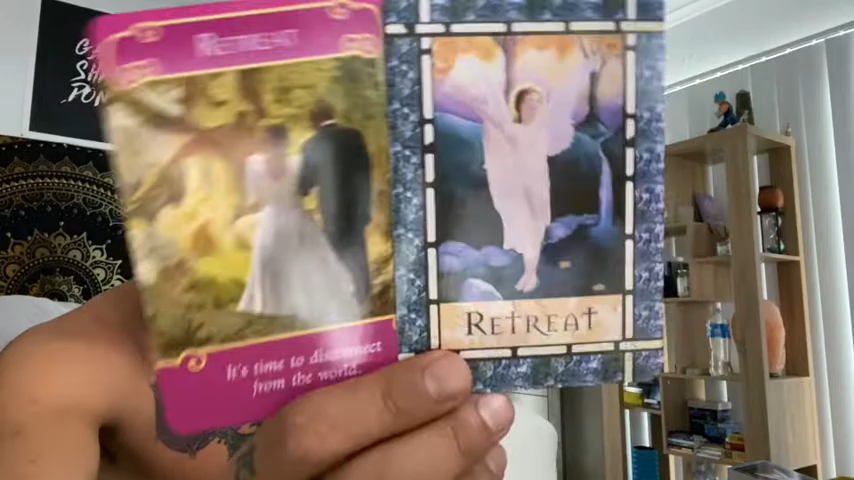 RETREAT
It's time to disconnect
from the world.
RETREAT